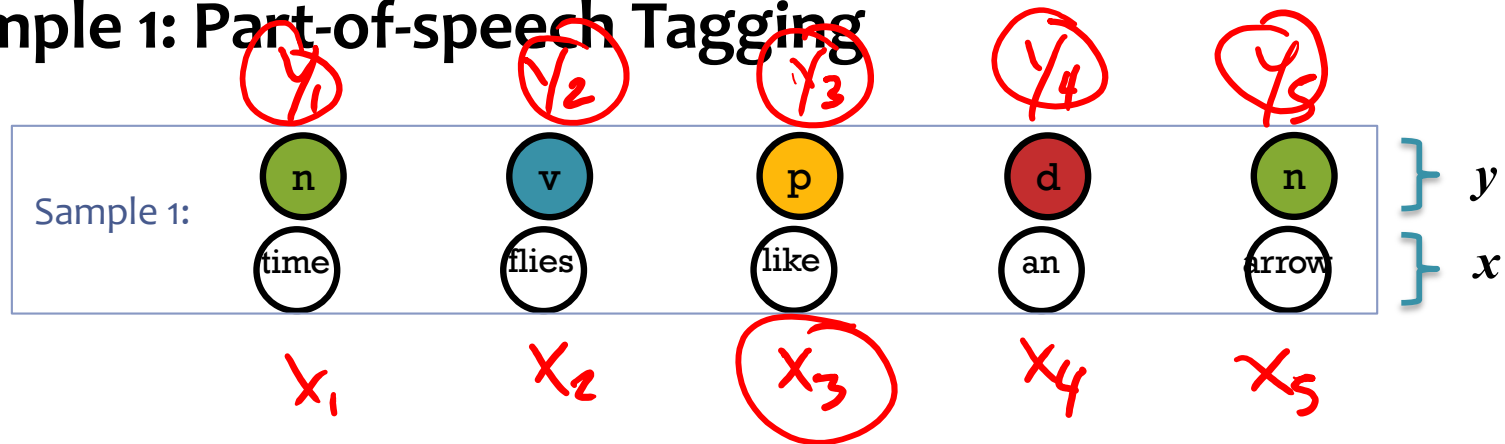 mple 1: Part-of-speech Tagging
Y1 Y2 Y3 Y4 Y5
n v p d n
y
Sample 1:
time flies like an arrow
x
X1 X2 X3 X4 X5